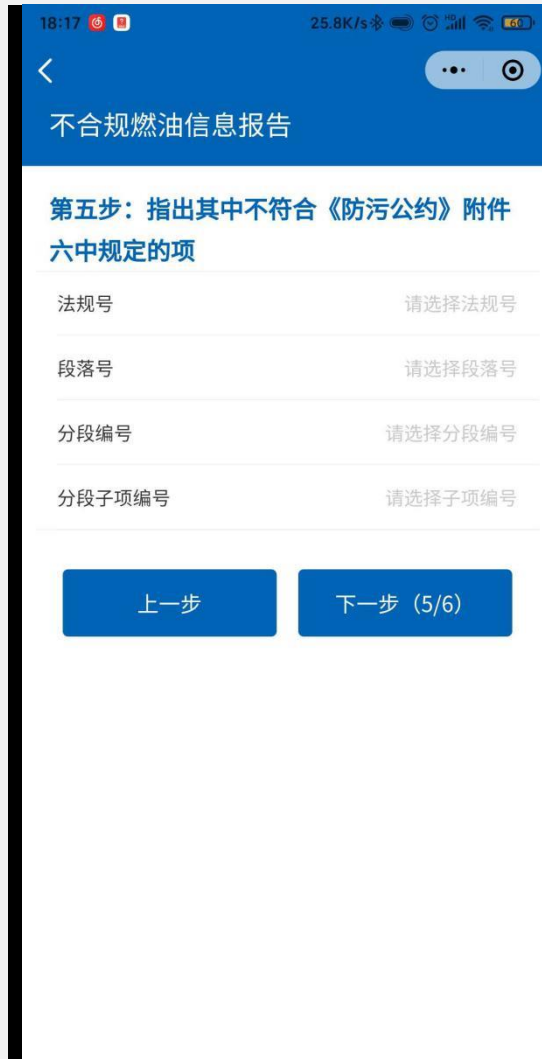 18:17 25.8K/s 60
不合规燃油信息报告
第五步：指出其中不符合《防污公约》附件
六中规定的项
法规号 请选择法规号
段落号 请选择段落号
分段编号 请选择分段编号
分段子项编号 请选择子项编号
上一步 下一步（5/6）